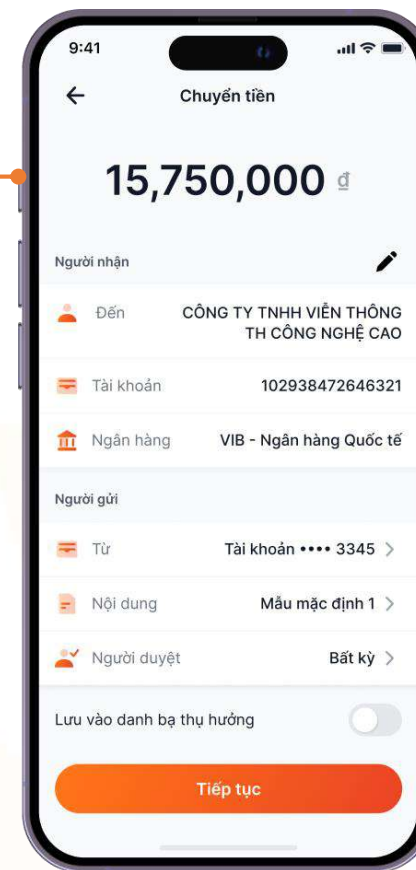 9:41
Chuyển tiền
15,750,000 ₫
Người nhận
Đến CÔNG TY TNHH VIỄN THÔNG
TH CÔNG NGHỆ CAO
Tài khoản 102938472646321
Ngân hàng VIB - Ngân hàng Quốc tế
Người gửi
Từ Tài khoản •••• 3345
Nội dung Mẫu mặc định 1
Người duyệt Bất kỳ
Lưu vào danh bạ thụ hưởng
Tiếp tục